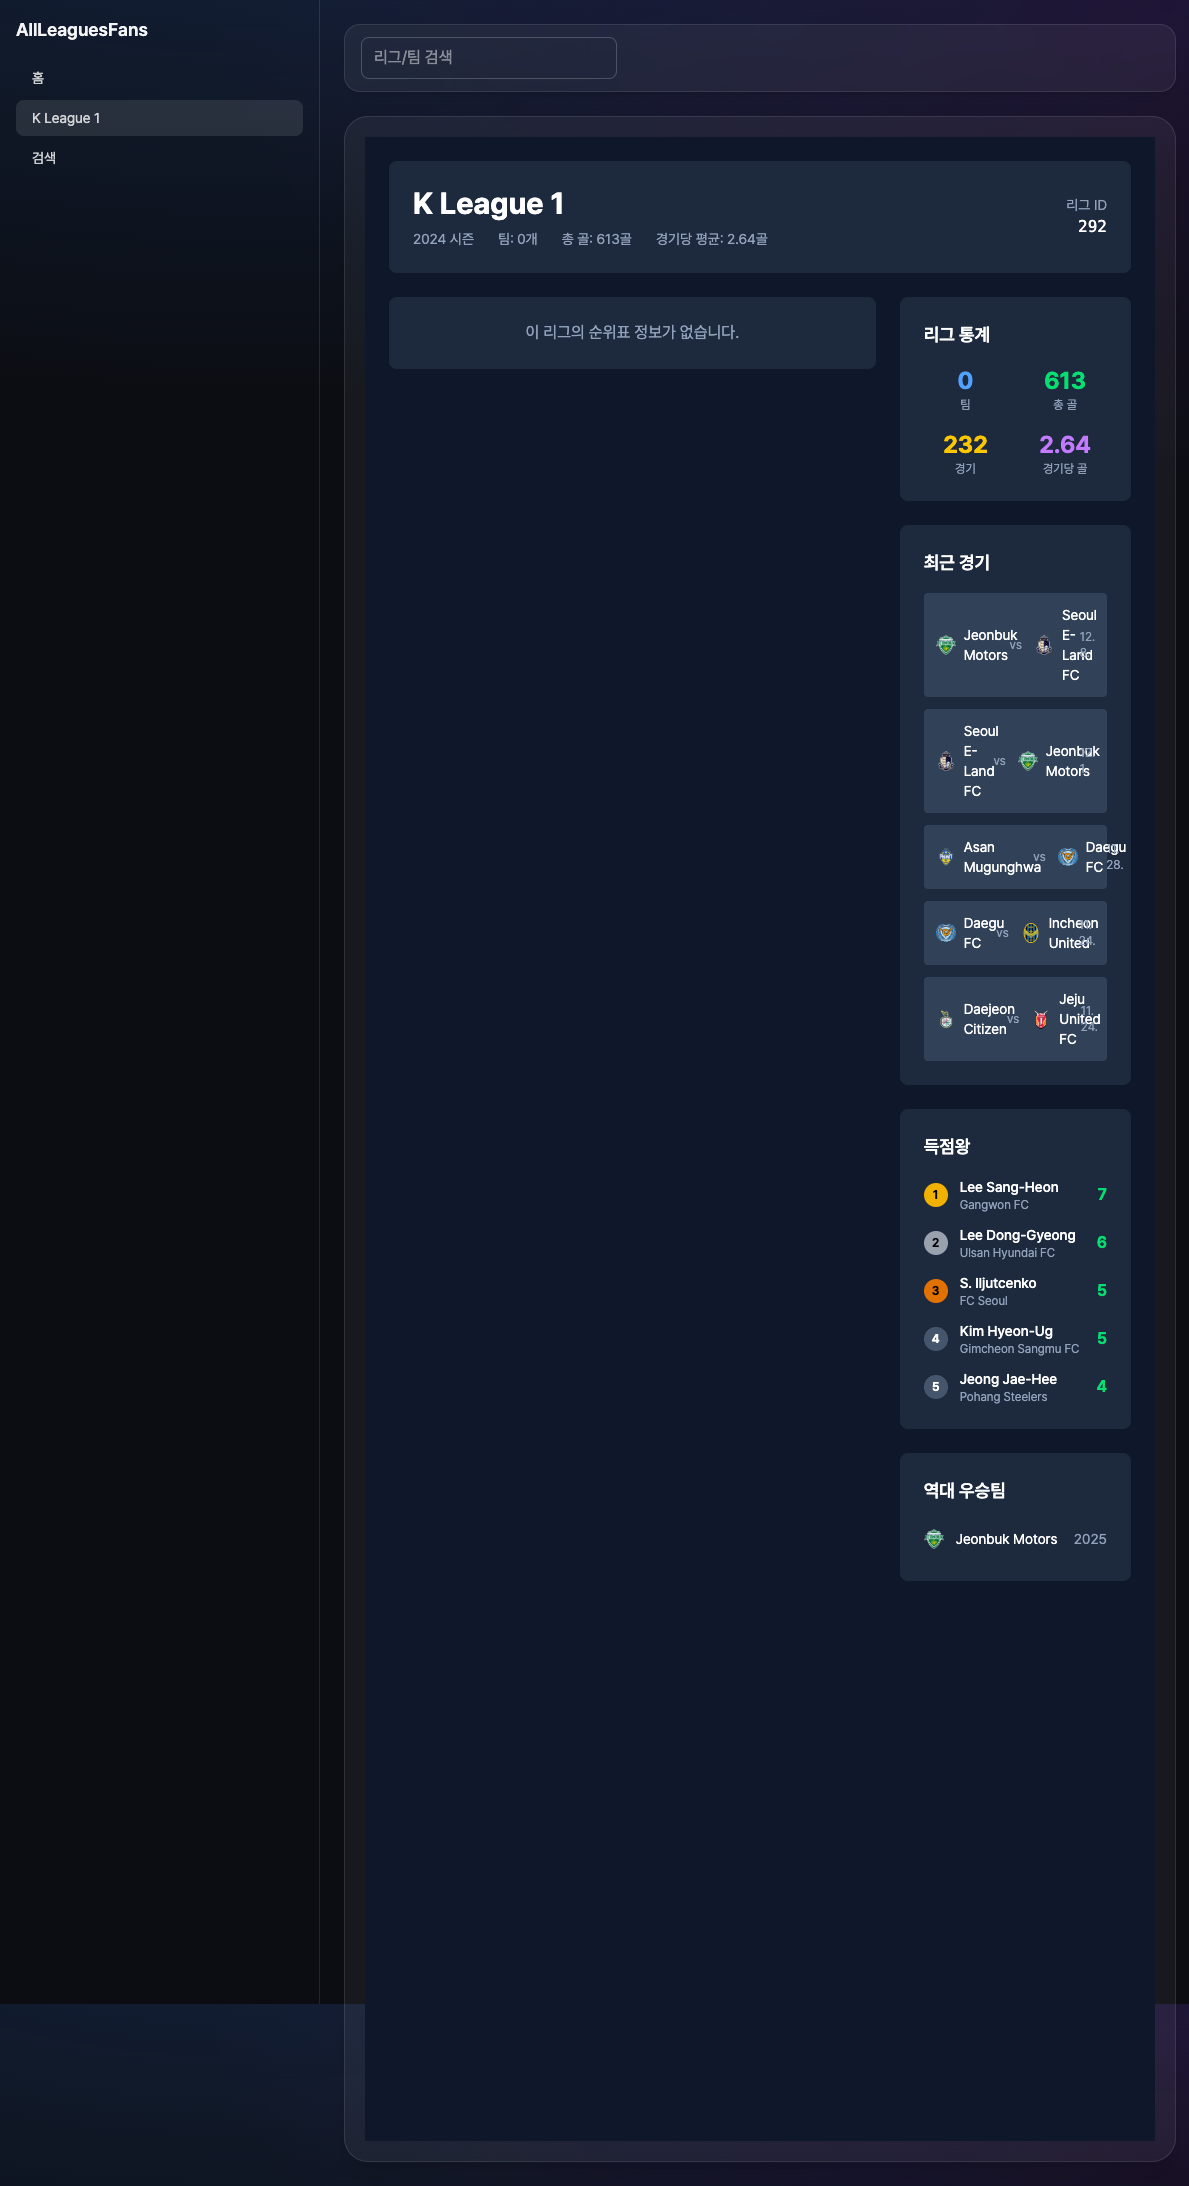 AllLeaguesFans
홈
K League 1
검색
리그/팀 검색
K League 1
2024 시즌 팀: 0개 총 골: 613골 경기당 평균: 2.64골
리그 ID
292
이 리그의 순위표 정보가 없습니다.
리그 통계
0
팀
613
총 골
232
경기
2.64
경기당 골
최근 경기
Jeonbuk
Motors
vs
Seoul
E-
Land
FC
12.
Seoul
E-
Land
FC
vs
Jeonbuk
Motors
Asan
Mugunghwa
vs
Daegu
FC
28.
Daegu
FC
vs
Incheon
United
24.
Daejeon
Citizen
vs
Jeju
United
FC
11.
24.
득점왕
1
Lee Sang-Heon
Gangwon FC
7
2
Lee Dong-Gyeong
Ulsan Hyundai FC
6
3
S. Iljutcenko
FC Seoul
5
4
Kim Hyeon-Ug
Gimcheon Sangmu FC
5
5
Jeong Jae-Hee
Pohang Steelers
4
역대 우승팀
Jeonbuk Motors 2025